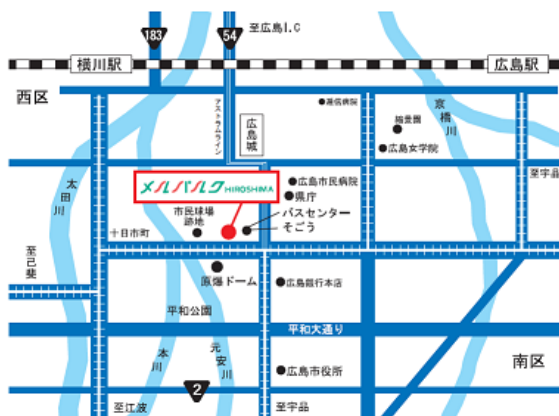 183
54
至広島I.C
横川駅
広島駅
西区
アストラムライン
広島城
逓信病院
縮景園
京橋川
広島女学院
至宇品
太田川
メルパルク HIROSHIMA
広島市民病院
県庁
市民球場
跡地
バスセンター
そごう
十日市町
至己斐
原爆ドーム
広島銀行本店
平和公園
平和大通り
本川
元安川
南区
広島市役所
2
至江波
至宇品